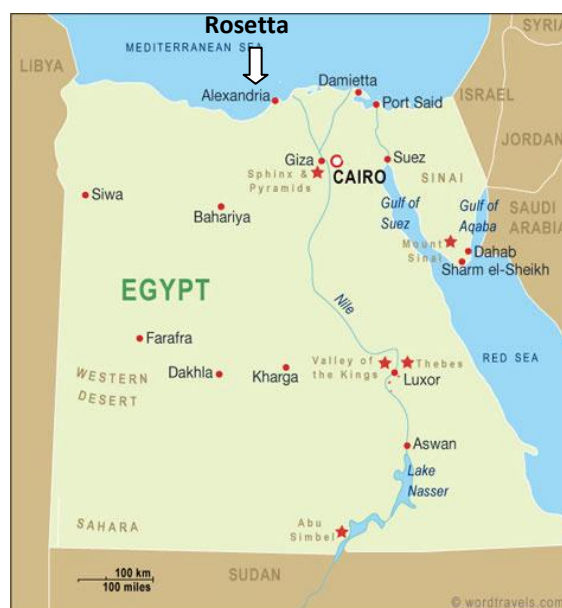 Rosetta
MEDITERRANEAN SEA
SYRIA
LIBYA
Damietta
Alexandria
Port Said
ISRAEL
JORDAN
Giza
CAIRO
Suez
Sphinx &
Pyramids
SINAI
Siwa
Bahariya
Gulf of
Suez
Gulf of
Aqaba
SAUDI
ARABIA
Mount
Sinai
Dahab
Sharm el-Sheikh
EGYPT
Nile
Farafra
RED SEA
Valley of
the Kings
Thebes
WESTERN
DESERT
Dakhla
Kharga
Luxor
Aswan
Lake
Nasser
SAHARA
Abu
Simbel
100 km
100 miles
SUDAN
© wordtravels.com